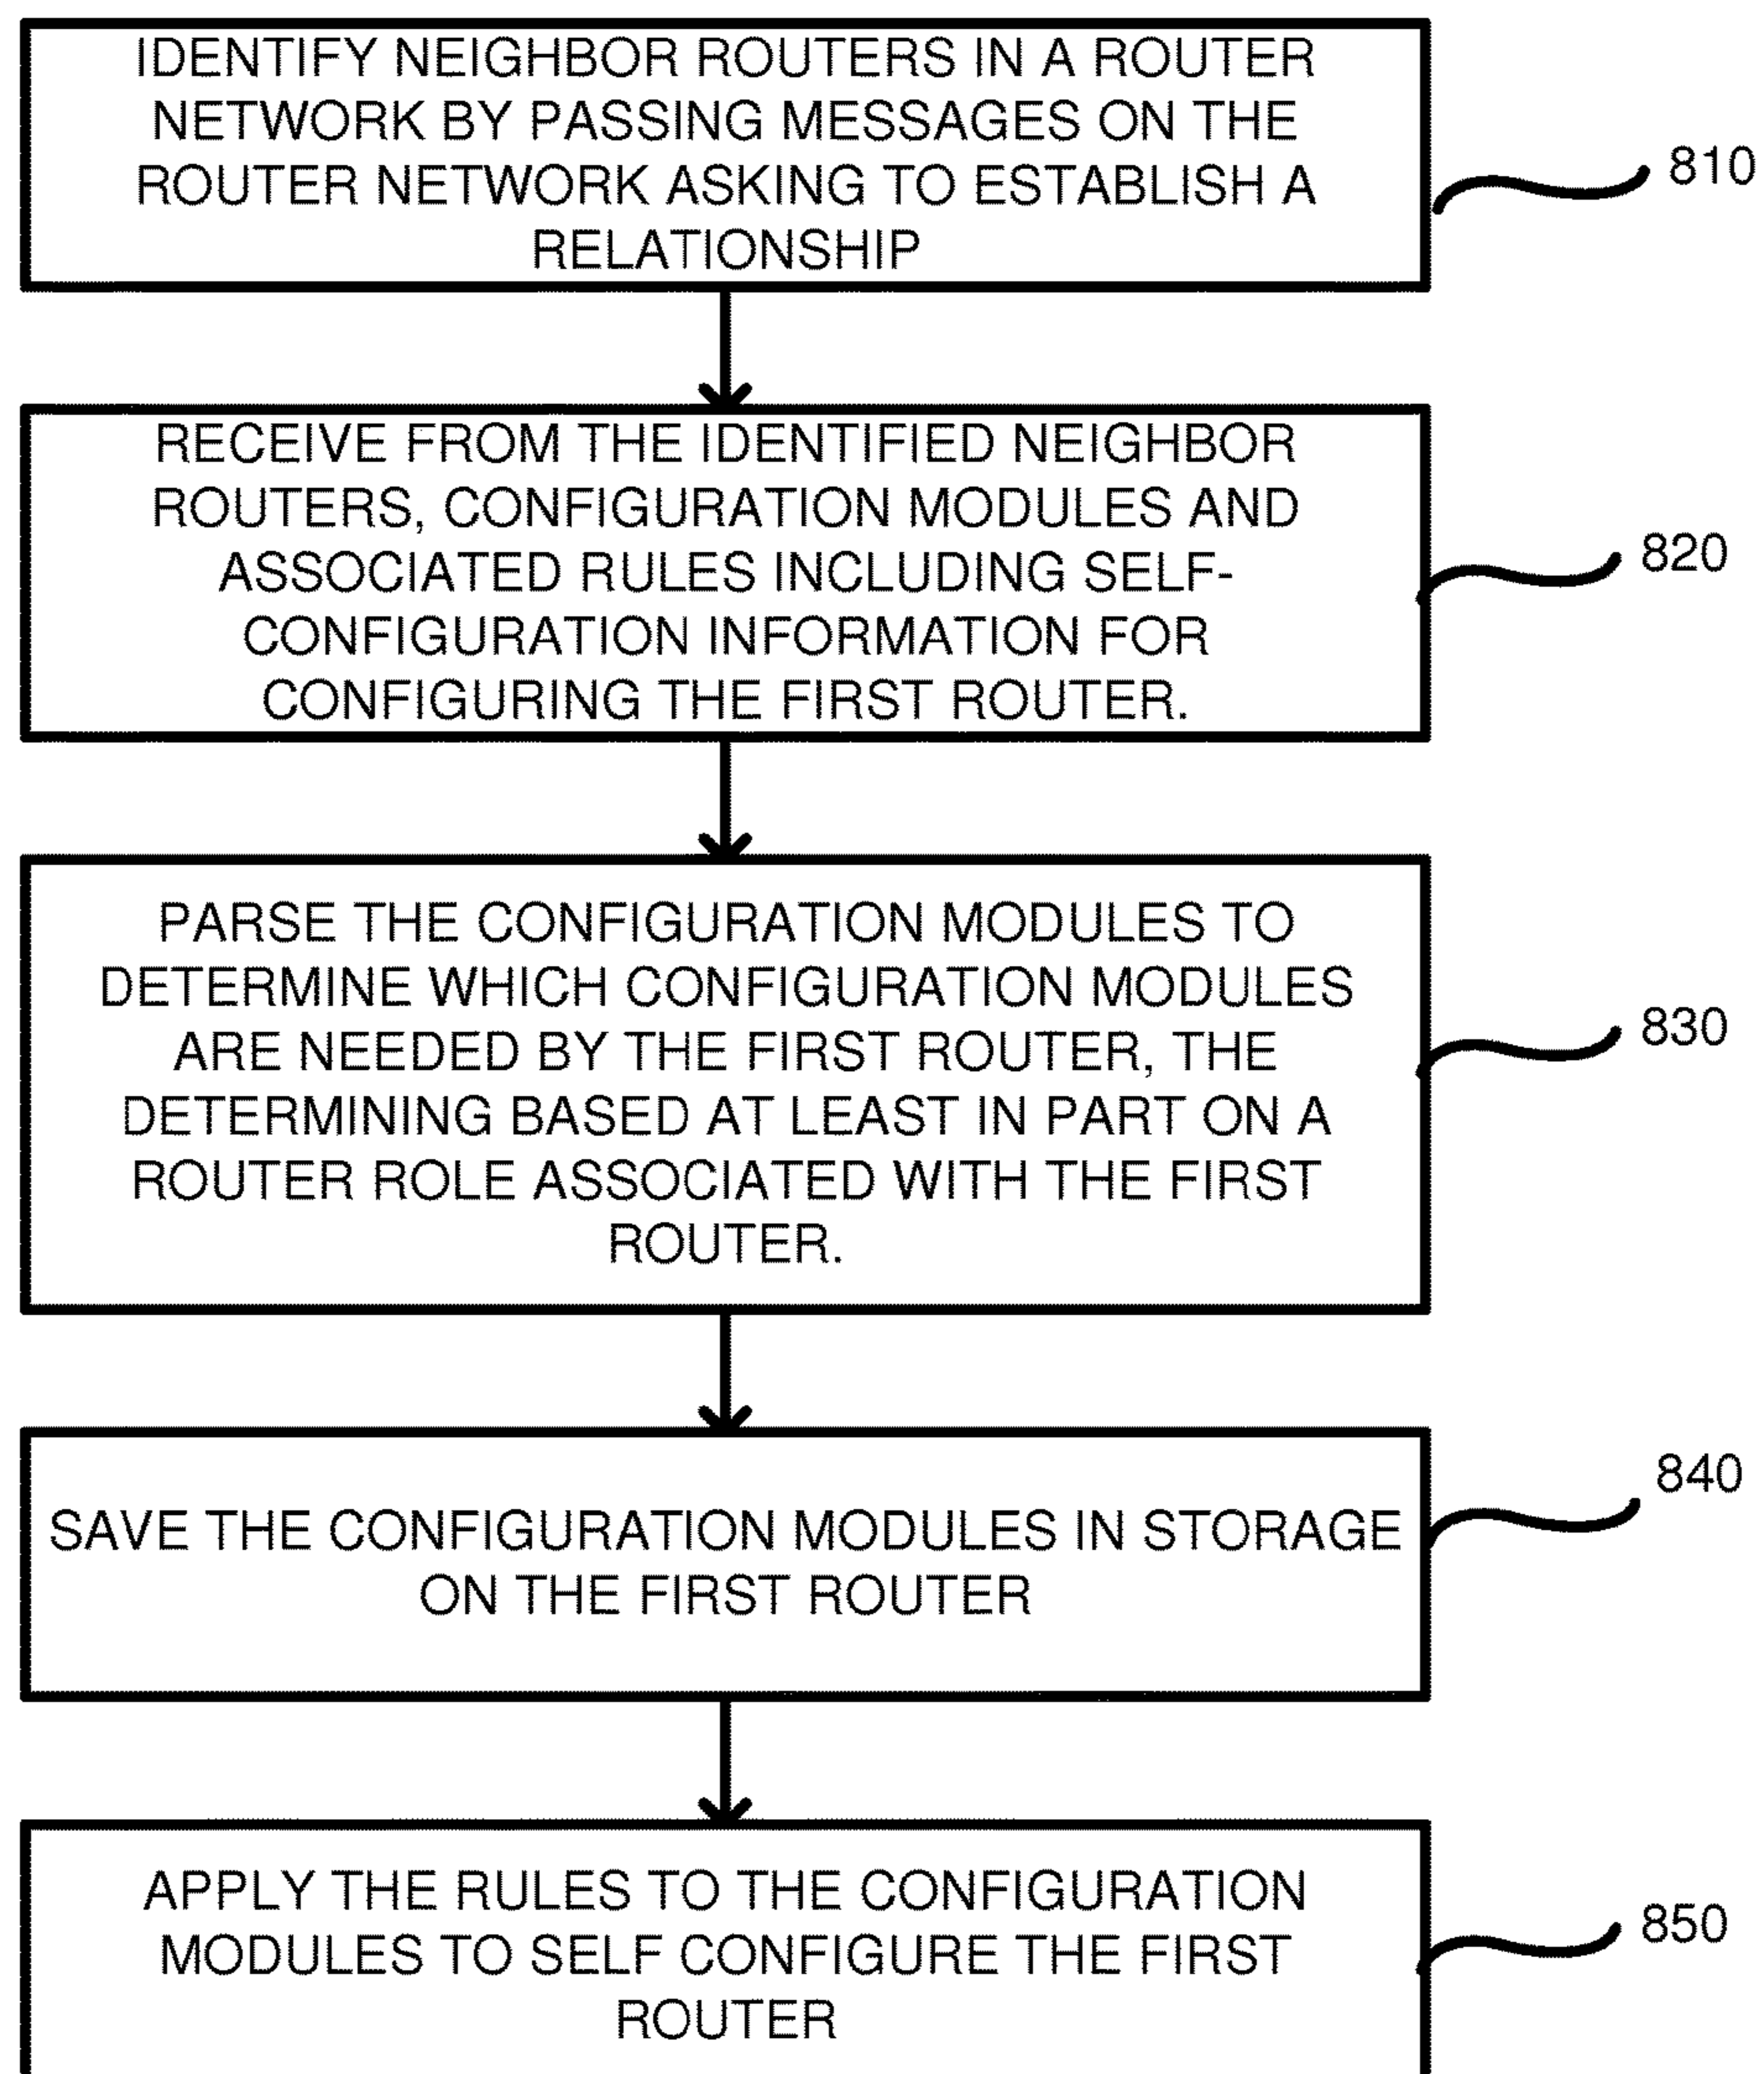 IDENTIFY NEIGHBOR ROUTERS IN A ROUTER
NETWORK BY PASSING MESSAGES ON THE
ROUTER NETWORK ASKING TO ESTABLISH A
RELATIONSHIP
810
RECEIVE FROM THE IDENTIFIED NEIGHBOR
ROUTERS, CONFIGURATION MODULES AND
ASSOCIATED RULES INCLUDING SELF-
CONFIGURATION INFORMATION FOR
CONFIGURING THE FIRST ROUTER.
820
PARSE THE CONFIGURATION MODULES TO
DETERMINE WHICH CONFIGURATION MODULES
ARE NEEDED BY THE FIRST ROUTER, THE
DETERMINING BASED AT LEAST IN PART ON A
ROUTER ROLE ASSOCIATED WITH THE FIRST
ROUTER.
830
SAVE THE CONFIGURATION MODULES IN STORAGE
ON THE FIRST ROUTER
840
APPLY THE RULES TO THE CONFIGURATION
MODULES TO SELF CONFIGURE THE FIRST
ROUTER
850